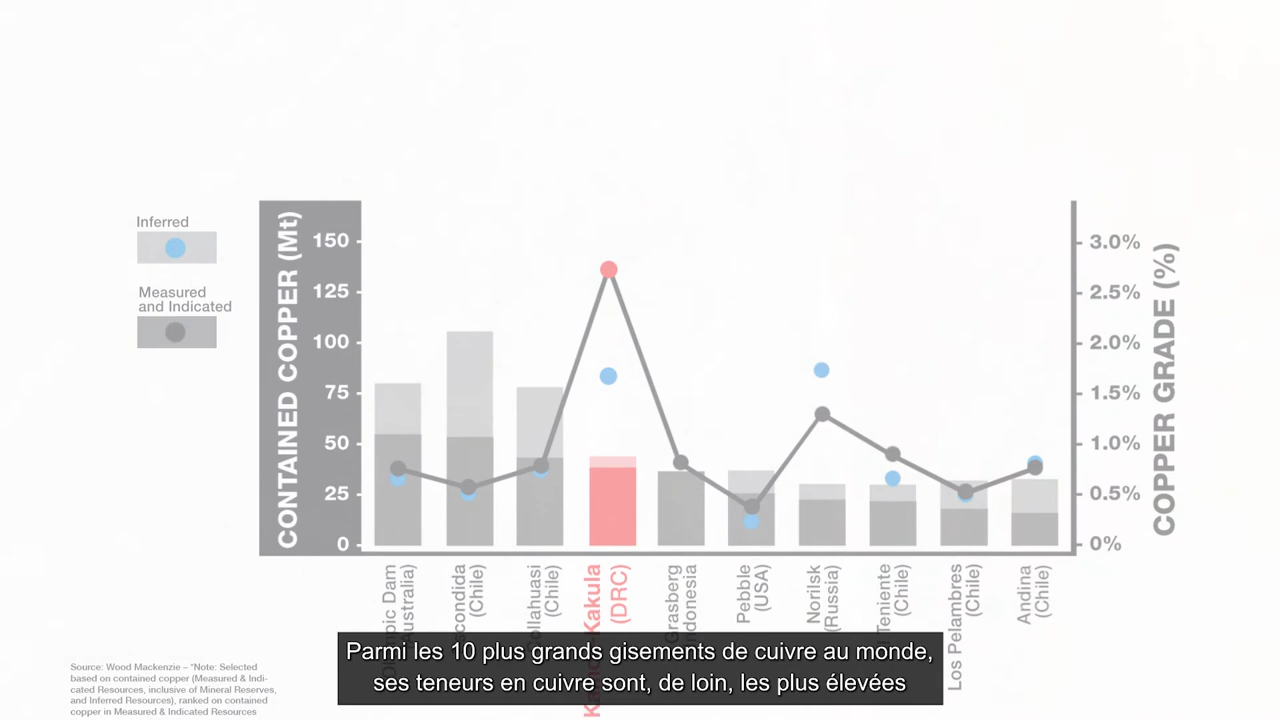 Inferred
Measured
and Indicated
CONTAINED COPPER (Mt)
150
125
100
75
50
25
0
3.0%
2.5%
2.0%
1.5%
1.0%
0.5%
0%
COPPER GRADE (%)
Dam
(Chile)
(Chile)
Kakula
(DRC)
Grasberg
Pebble
(USA)
Norilsk
(Russia)
Teniente
(Chile)
Los Pelambres
(Chile)
Andina
(Chile)
Parmi les 10 plus grands gisements de cuivre au monde,
ses teneurs en cuivre sont, de loin, les plus élevées
Source: Wood Mackenzie – *Note: Selected
based on contained copper (Measured & Indi-
cated Resources, inclusive of Mineral Reserves,
and Inferred Resources), ranked on contained
copper in Measured & Indicated Resources